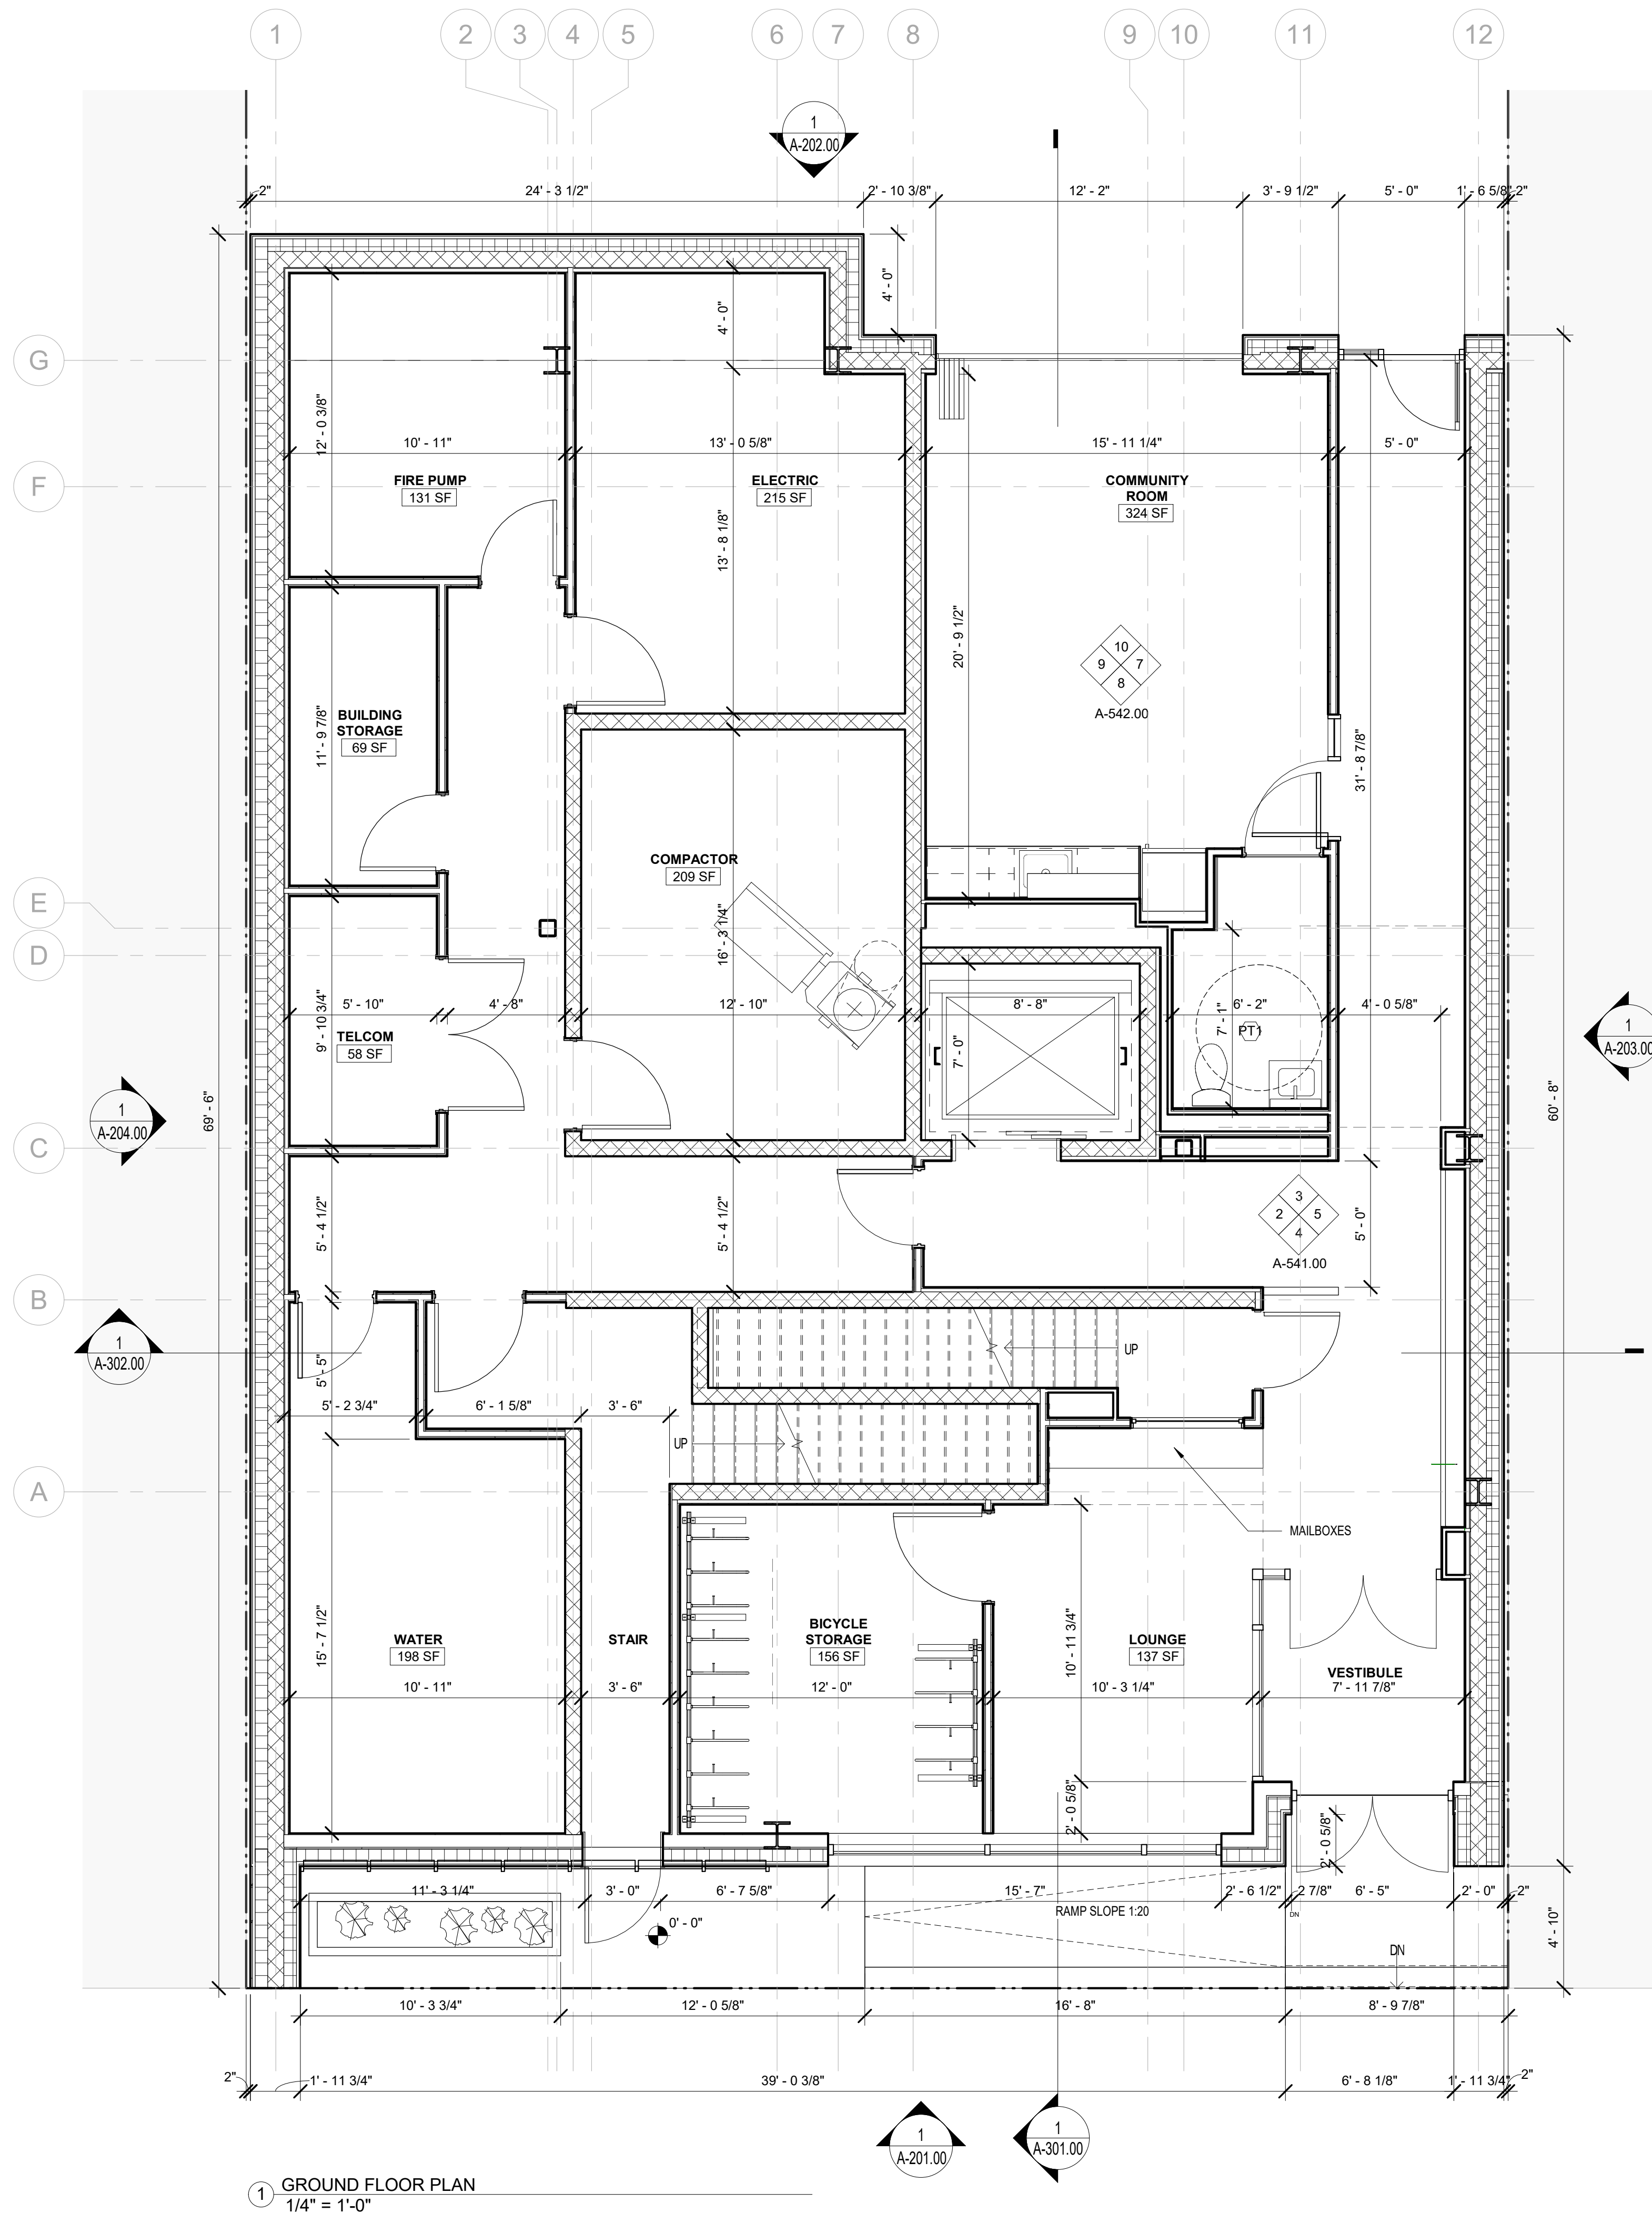 1 2 3 4 5 6 7 8 9 10 11 12
1
A-202.00
2" 24' - 3 1/2" 2' - 10 3/8" 12' - 2" 3' - 9 1/2" 5' - 0" 1' - 6 5/8" 2"
4' - 0"
4' - 0"
G
12' - 0 3/8"
10' - 11" 13' - 0 5/8" 15' - 11 1/4" 5' - 0"
F
FIRE PUMP
131 SF
ELECTRIC
215 SF
COMMUNITY
ROOM
324 SF
13' - 8 1/8"
20' - 9 1/2"
10
9 7
8
A-542.00
BUILDING
STORAGE
69 SF
11' - 9 7/8"
31' - 8 7/8"
COMPACTOR
209 SF
E
16' - 3 1/4"
D
5' - 10" 4' - 8" 12' - 10" 8' - 8" 6' - 2" 4' - 0 5/8"
9' - 10 3/4"
7' - 0"
7' - 1"
PT1
TELCOM
58 SF
1
A-203.00
1
A-204.00
69' - 6"
60' - 8"
C
5' - 4 1/2"
5' - 4 1/2"
3
2 5
4
A-541.00
5' - 0"
B
1
A-302.00
UP
5' - 5"
5' - 2 3/4" 6' - 1 5/8" 3' - 6"
UP
A
MAILBOXES
15' - 7 1/2"
10' - 11 3/4"
WATER
198 SF
STAIR
BICYCLE
STORAGE
156 SF
LOUNGE
137 SF
VESTIBULE
10' - 11" 3' - 6" 12' - 0" 10' - 3 1/4" 7' - 11 7/8"
2' - 0 5/8"
2' - 0 5/8"
11' - 3 1/4" 3' - 0" 6' - 7 5/8" 15' - 7" 2' - 6 1/2" 2 7/8" 6' - 5" 2' - 0" 2"
0' - 0"
RAMP SLOPE 1:20
DN
DN
4' - 10"
10' - 3 3/4" 12' - 0 5/8" 16' - 8" 8' - 9 7/8"
2" 1' - 11 3/4" 39' - 0 3/8" 6' - 8 1/8" 1' - 11 3/4" 2"
1
A-201.00
1
A-301.00
1 GROUND FLOOR PLAN
1/4" = 1'-0"